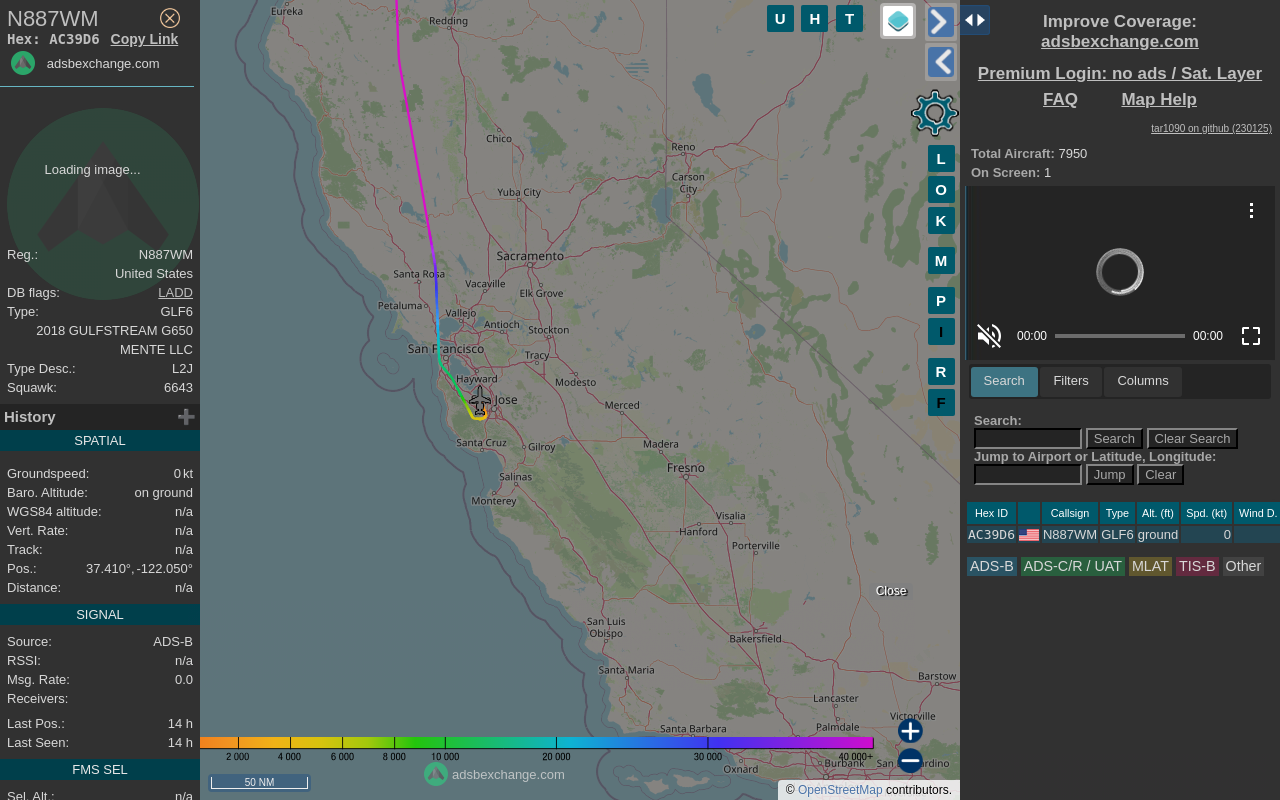 N887WM
Hex: AC39D6 Copy Link
adsbexchange.com
Loading image...
Reg.: N887WM
United States
DB flags: LADD
Type: GLF6
2018 GULFSTREAM G650
MENTE LLC
Type Desc.: L2J
Squawk: 6643
History
SPATIAL
Groundspeed: 0 kt
Baro. Altitude: on ground
WGS84 altitude: n/a
Vert. Rate: n/a
Track: n/a
Pos.: 37.410°, -122.050°
Distance: n/a
SIGNAL
Source: ADS-B
RSSI: n/a
Msg. Rate: 0.0
Receivers:
Last Pos.: 14 h
Last Seen: 14 h
FMS SEL
Sel. Alt.: n/a
Eureka
Redding
Chico
Reno
Carson
City
Yuba City
Sacramento
Santa Rosa
Vacaville
Elk Grove
Petaluma
Vallejo
Antioch
Stockton
San Francisco
Tracy
Hayward
Modesto
Jose
Merced
Santa Cruz
Gilroy
Madera
Salinas
Fresno
Monterey
Visalia
Hanford
Porterville
San Luis
Obispo
Bakersfield
Santa Maria
Barstow
Lancaster
Victorville
Santa Barbara
Palmdale
Oxnard
Burbank
U H T
L
O
K
M
P
I
R
F
Close
2 000 4 000 6 000 8 000 10 000 20 000 30 000 40 000+
adsbexchange.com
50 NM
© OpenStreetMap contributors.
Improve Coverage:
adsbexchange.com
Premium Login: no ads / Sat. Layer
FAQ Map Help
tar1090 on github (230125)
Total Aircraft: 7950
On Screen: 1
00:00 00:00
Search Filters Columns
Search:
Search Clear Search
Jump to Airport or Latitude, Longitude:
Jump Clear
Hex ID Callsign Type Alt. (ft) Spd. (kt) Wind D.
AC39D6 N887WM GLF6 ground 0
ADS-B ADS-C/R / UAT MLAT TIS-B Other